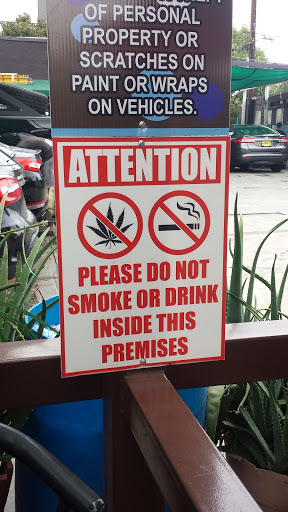 OF PERSONAL
PROPERTY OR
SCRATCHES ON
PAINT OR WRAPS
ON VEHICLES.
ATTENTION
PLEASE DO NOT
SMOKE OR DRINK
INSIDE THIS
PREMISES